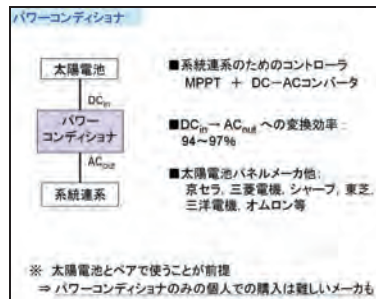 パワーコンディショナ
太陽電池
DCin
パワー
コンディショナ
ACout
系統連系
■系統連系のためのコントローラ
MPPT ＋ DC－ACコンバータ
■DCin → ACout への変換効率：
94～97％
■太陽電池パネルメーカ他：
京セラ, 三菱電機, シャープ, 東芝,
三洋電機, オムロン等
※ 太陽電池とペアで使うことが前提
⇒ パワーコンディショナのみの個人での購入は難しいメーカも